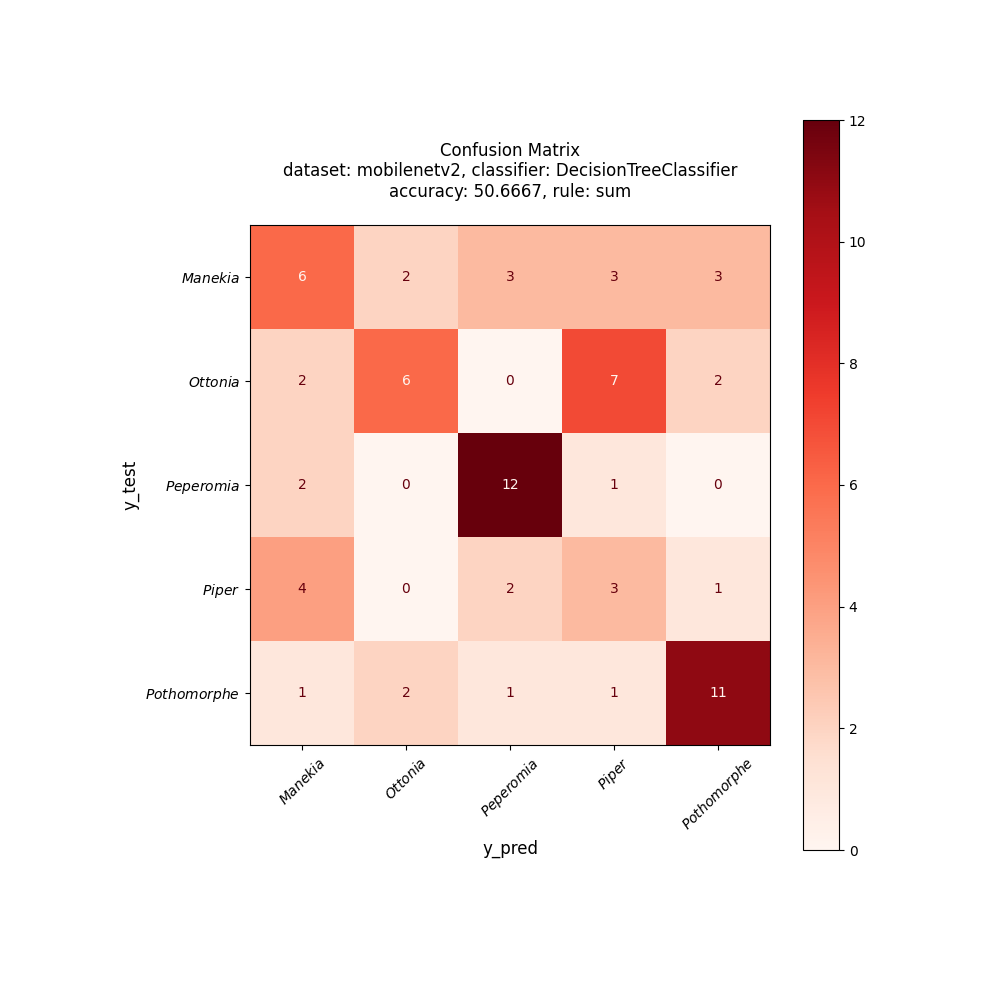 Confusion Matrix
dataset: mobilenetv2, classifier: DecisionTreeClassifier
accuracy: 50.6667, rule: sum
Manekia 6 2 3 3 3
Ottonia 2 6 0 7 2
Peperomia 2 0 12 1 0
Piper 4 0 2 3 1
Pothomorphe 1 2 1 1 11
Manekia Ottonia Peperomia Piper Pothomorphe
y_test
y_pred
12
10
8
6
4
2
0